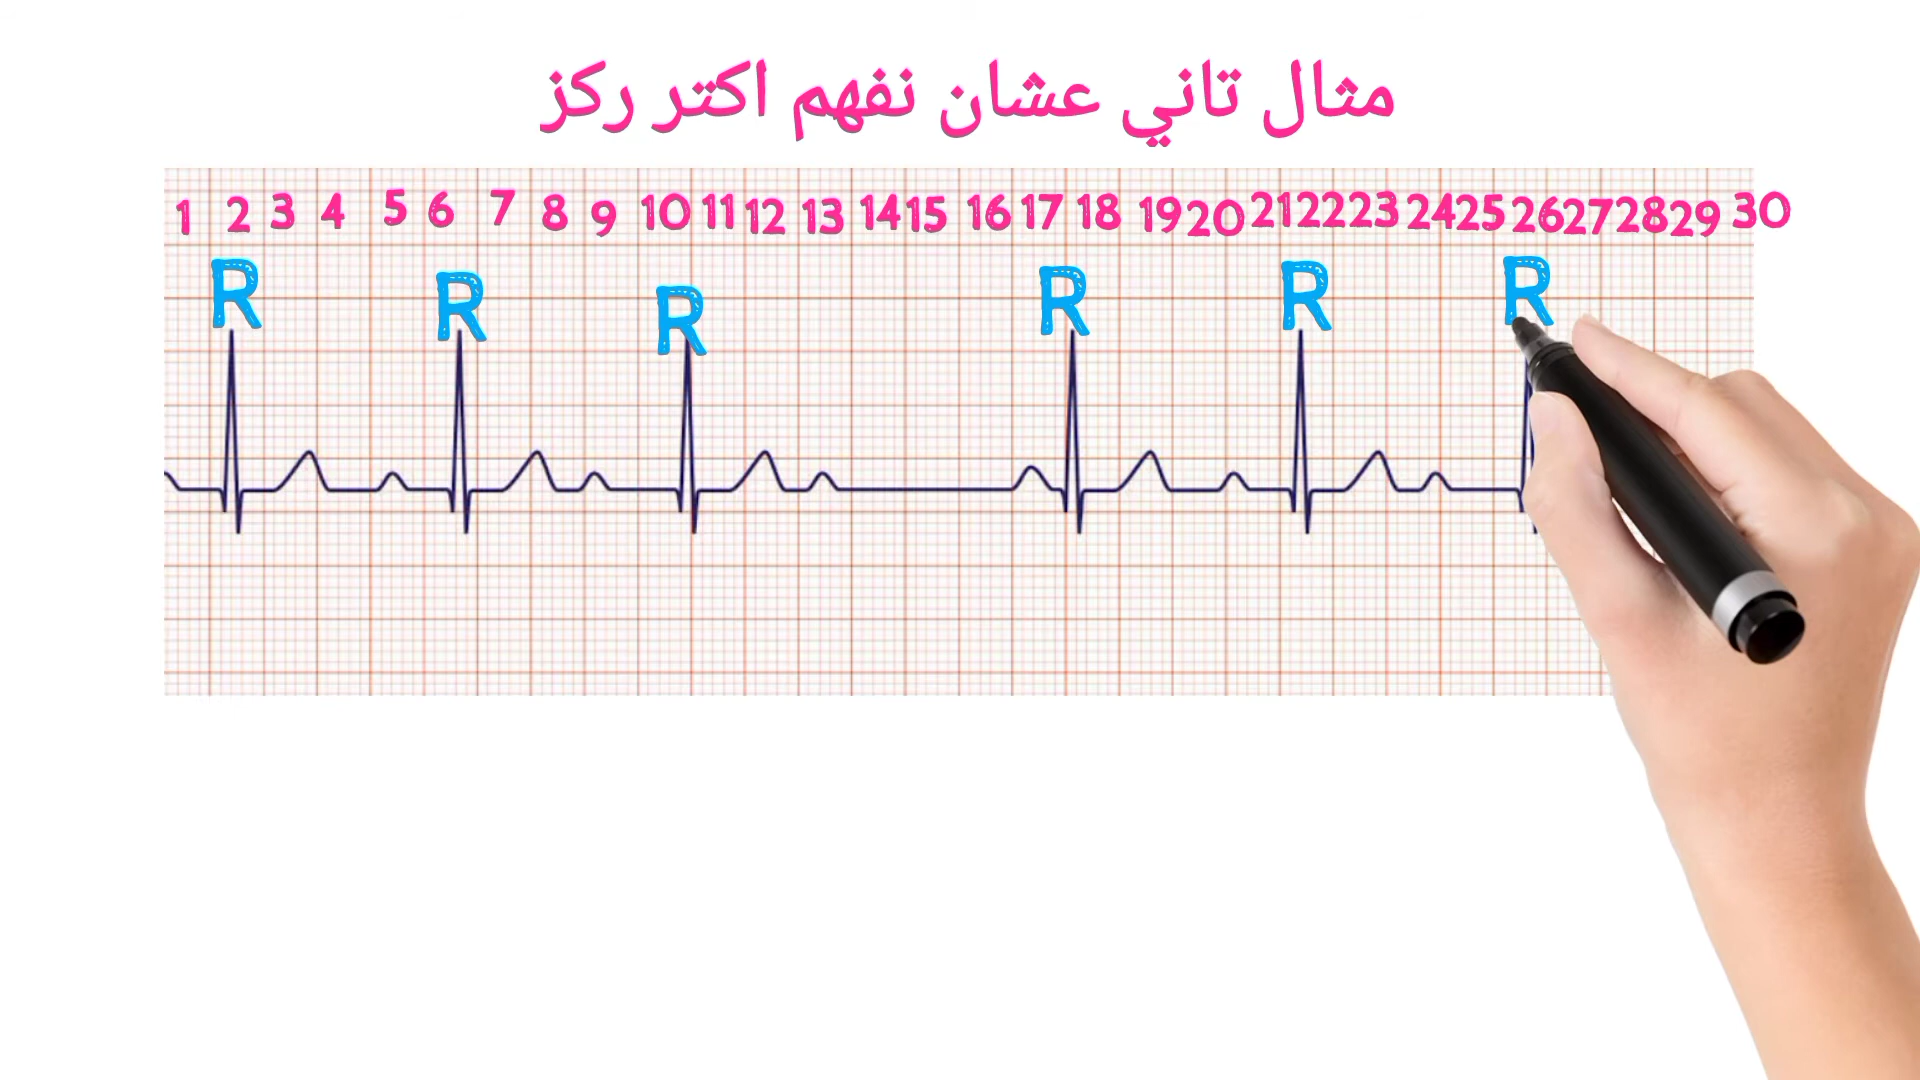 مثال تاني عشان نفهم اكتر ركز
1 2 3 4 5 6 7 8 9 10 11 12 13 14 15 16 17 18 19 20 21 22 23 24 25 26 27 28 29 30
R R R R R R